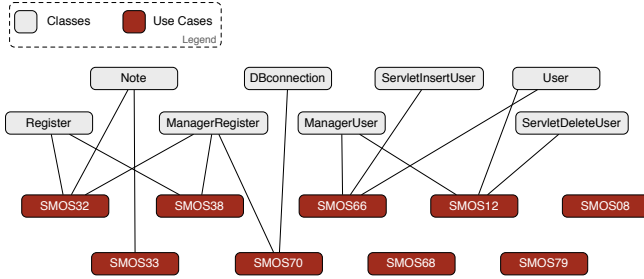 Classes Use Cases
Legend
Note DBconnection ServletInsertUser User
Register ManagerRegister ManagerUser ServletDeleteUser
SMOS32 SMOS38 SMOS66 SMOS12 SMOS08
SMOS33 SMOS70 SMOS68 SMOS79